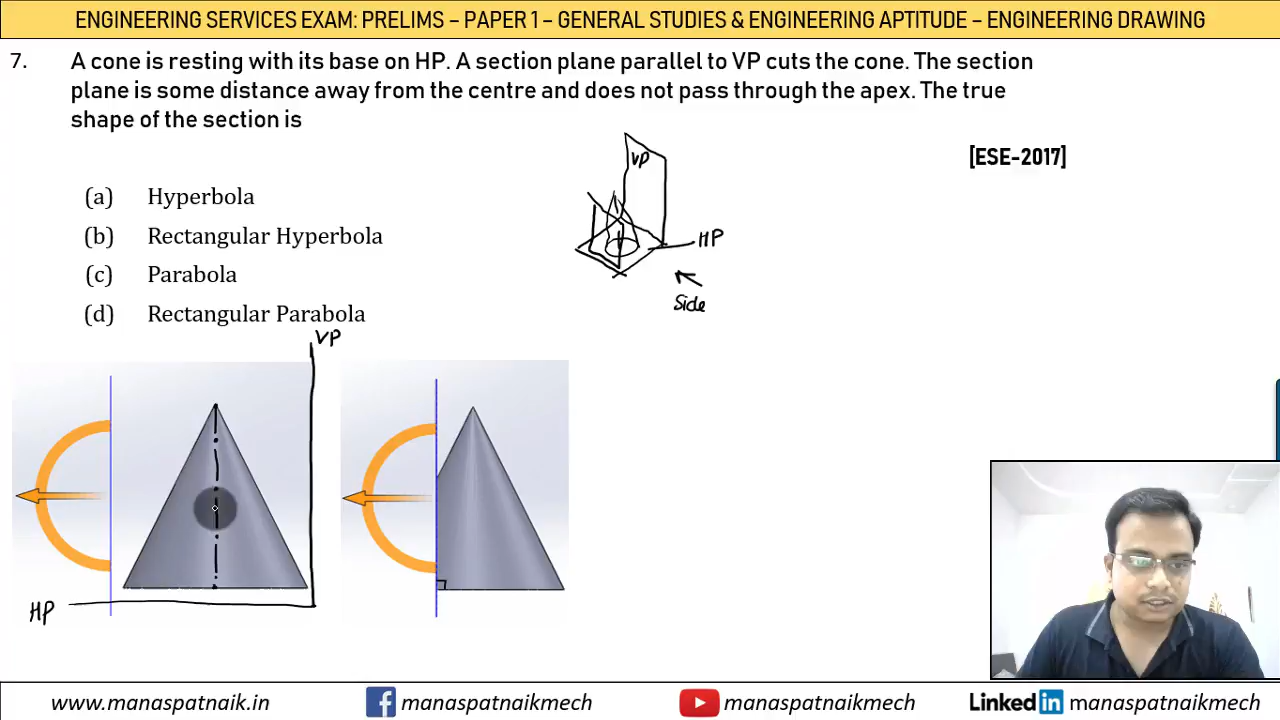 ENGINEERING SERVICES EXAM: PRELIMS – PAPER 1 – GENERAL STUDIES & ENGINEERING APTITUDE – ENGINEERING DRAWING
7. A cone is resting with its base on HP. A section plane parallel to VP cuts the cone. The section
plane is some distance away from the centre and does not pass through the apex. The true
shape of the section is
[ESE-2017]
(a) Hyperbola
(b) Rectangular Hyperbola
(c) Parabola
(d) Rectangular Parabola
VP
HP
Side
VP
HP
www.manaspatnaik.in
manaspatnaikmech
manaspatnaikmech
Linked in manaspatnaikmech